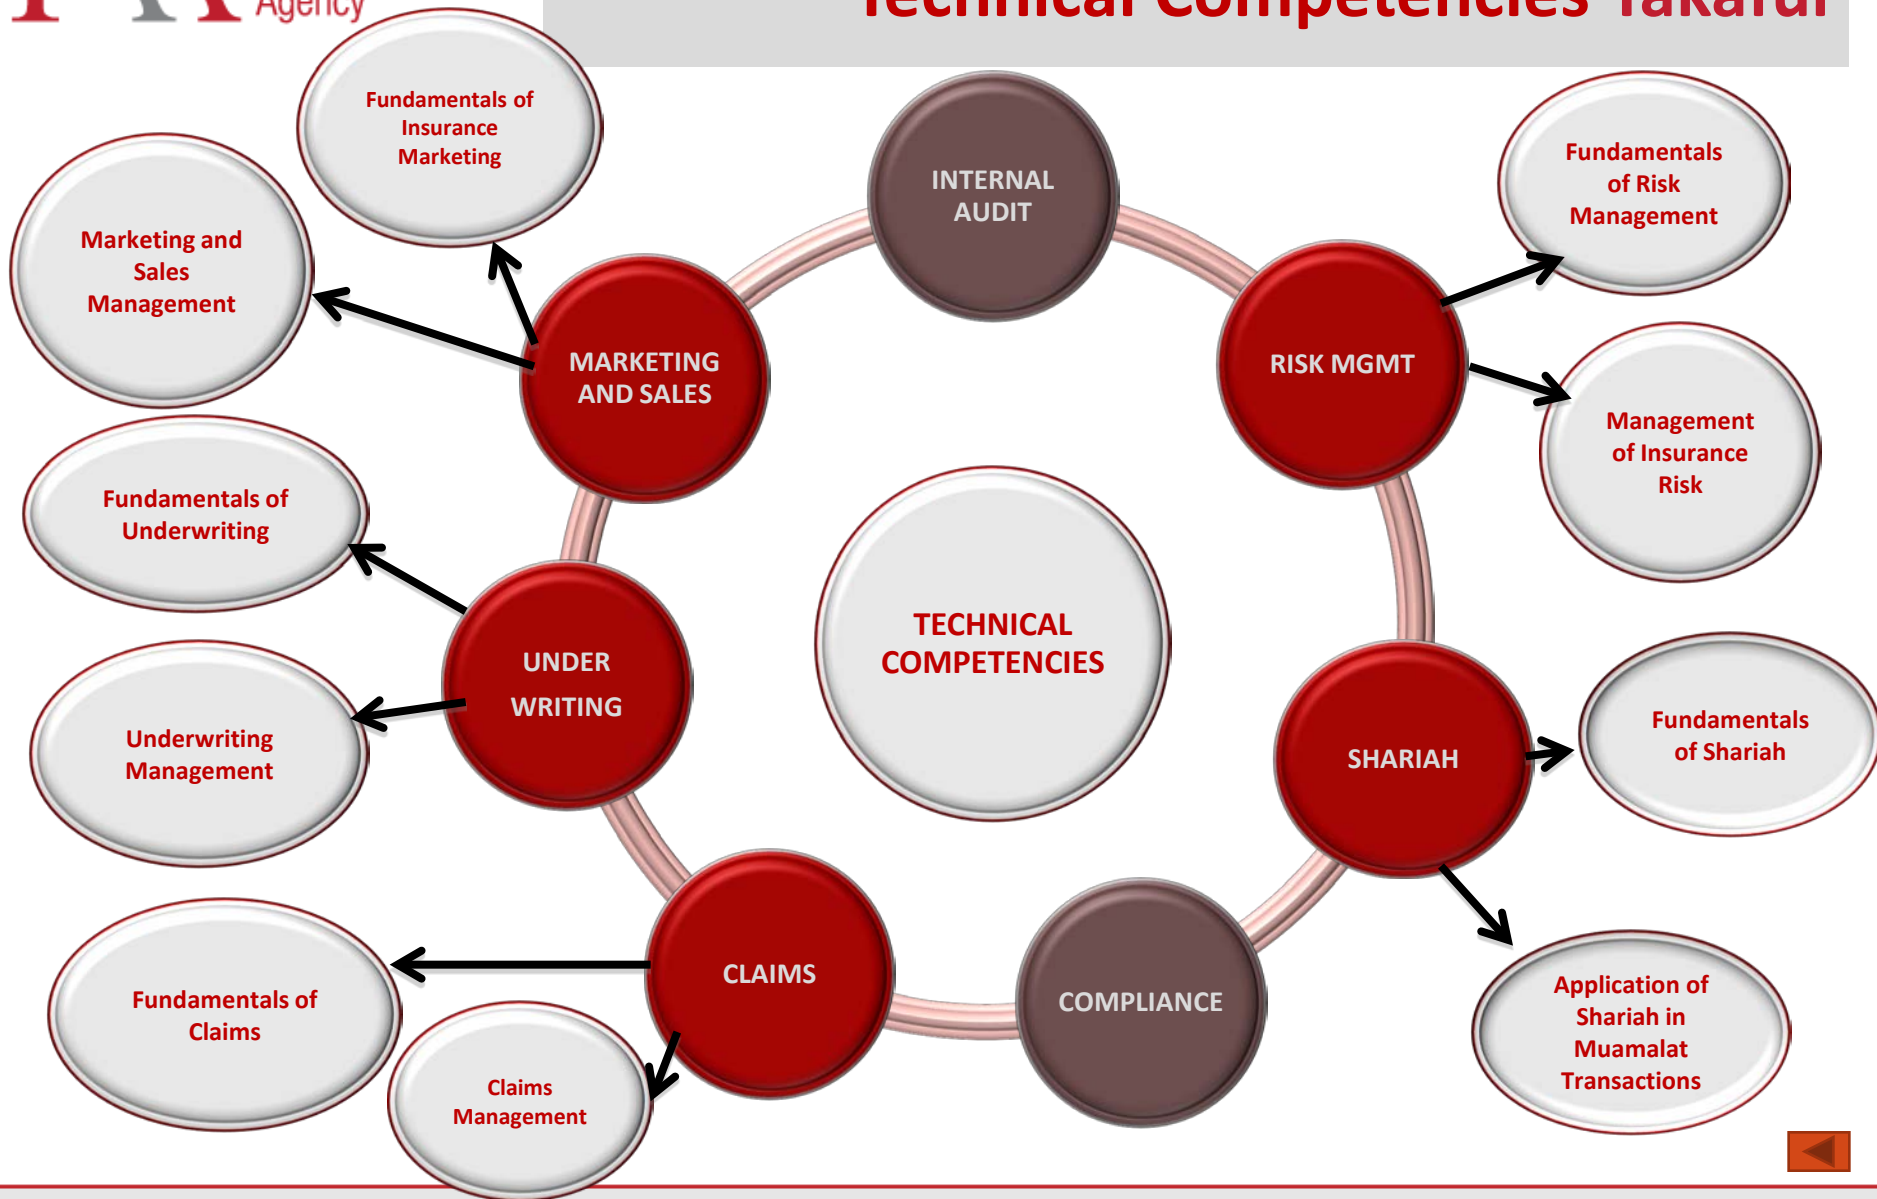 Agency
Technical Competencies Takaful
Fundamentals of
Insurance
Marketing
Marketing and
Sales
Management
INTERNAL
AUDIT
Fundamentals
of Risk
Management
MARKETING
AND SALES
RISK MGMT
Management
of Insurance
Risk
Fundamentals of
Underwriting
TECHNICAL
COMPETENCIES
UNDER
WRITING
Underwriting
Management
SHARIAH
Fundamentals
of Shariah
CLAIMS
COMPLIANCE
Fundamentals of
Claims
Claims
Management
Application of
Shariah in
Muamalat
Transactions